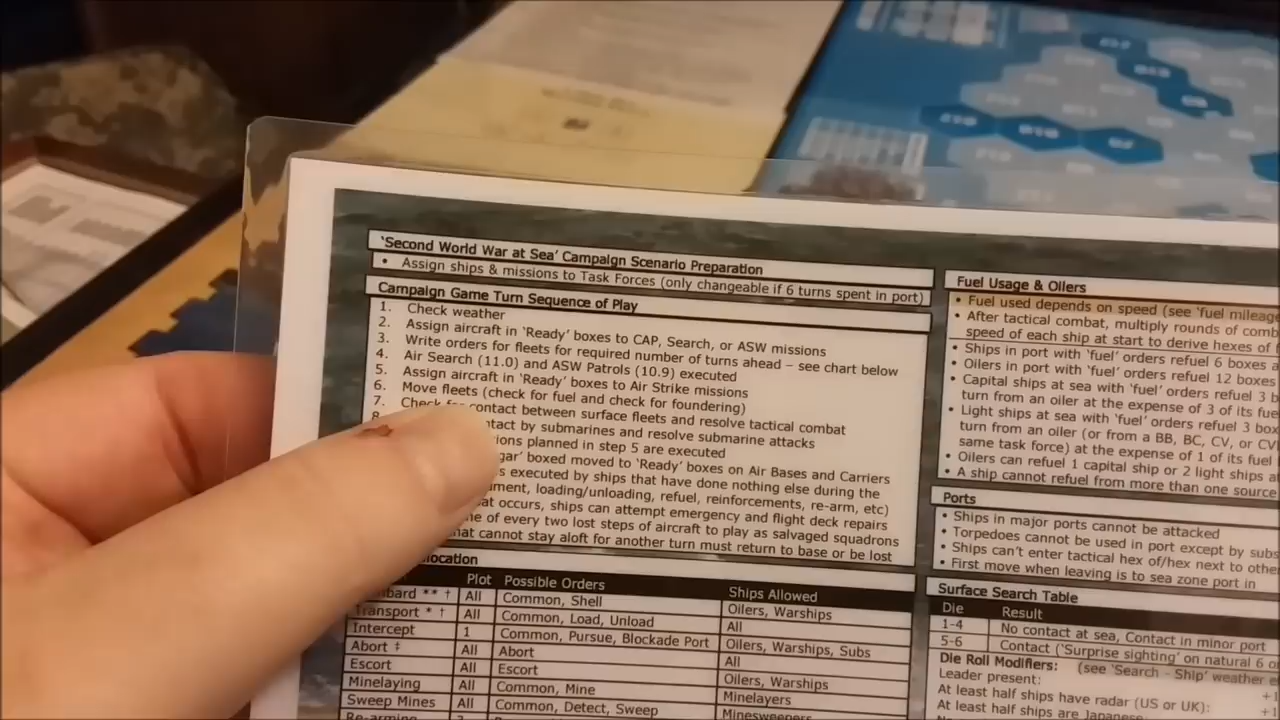 ‘Second World War at Sea’ Campaign Scenario Preparation
• Assign ships & missions to Task Forces (only changeable if 6 turns spent in port)
Campaign Game Turn Sequence of Play
1. Check weather
2. Assign aircraft in ‘Ready’ boxes to CAP, Search, or ASW missions
3. Write orders for fleets for required number of turns ahead – see chart below
4. Air Search (11.0) and ASW Patrols (10.9) executed
5. Assign aircraft in ‘Ready’ boxes to Air Strike missions
6. Move fleets (check for fuel and check for foundering)
7. Check for contact between surface fleets and resolve tactical combat
8. ntact by submarines and resolve submarine attacks
ions planned in step 5 are executed
gar’ boxed moved to ‘Ready’ boxes on Air Bases and Carriers
s executed by ships that have done nothing else during the
ment, loading/unloading, refuel, reinforcements, re-arm, etc)
at occurs, ships can attempt emergency and flight deck repairs
ne of every two lost steps of aircraft to play as salvaged squadrons
hat cannot stay aloft for another turn must return to base or be lost
location
Plot Possible Orders Ships Allowed
bard ** † All Common, Shell Oilers, Warships
Transport * † All Common, Load, Unload All
Intercept 1 Common, Pursue, Blockade Port Oilers, Warships, Subs
Abort ‡ All Abort All
Escort All Escort Oilers, Warships
Minelaying All Common, Mine Minelayers
Sweep Mines All Common, Detect, Sweep Minesweepers
Re-arming
Fuel Usage & Oilers
• Fuel used depends on speed (see ‘fuel mileag
• After tactical combat, multiply rounds of comb
speed of each ship at start to derive hexes of f
• Ships in port with ‘fuel’ orders refuel 6 boxes a
• Oilers in port with ‘fuel’ orders refuel 12 boxes
• Capital ships at sea with ‘fuel’ orders refuel 3 b
turn from an oiler at the expense of 3 of its fue
• Light ships at sea with ‘fuel’ orders refuel 3 box
turn from an oiler (or from a BB, BC, CV, or CV
same task force) at the expense of 1 of its fuel
• Oilers can refuel 1 capital ship or 2 light ships a
• A ship cannot refuel from more than one source
Ports
• Ships in major ports cannot be attacked
• Torpedoes cannot be used in port except by subs
• Ships can’t enter tactical hex of/hex next to othe
• First move when leaving is to sea zone port in
Surface Search Table
Die Result
1-4 No contact at sea, Contact in minor port
5-6 Contact (‘Surprise sighting’ on natural 6 o
Die Roll Modifiers: (see ‘Search - Ship’ weather e
Leader present: +1
At least half ships have radar (US or UK): +1
At least half ships are Japanese